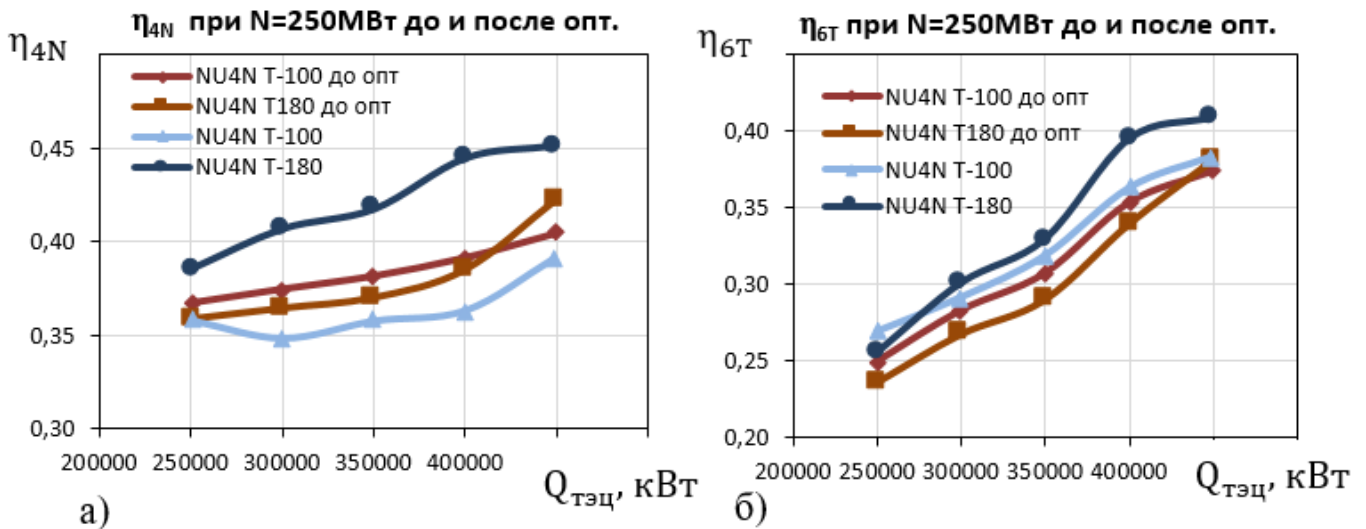 η4N при N=250МВт до и после опт.
η4N
NU4N Т-100 до опт
NU4N Т180 до опт
NU4N Т-100
NU4N Т-180
0,45
0,40
0,35
0,30
200000 250000 300000 350000 400000
Qтэц, кВт
а)
η6T при N=250МВт до и после опт.
η6T
NU4N Т-100 до опт
NU4N Т180 до опт
NU4N Т-100
NU4N Т-180
0,40
0,35
0,30
0,25
0,20
200000 250000 300000 350000 400000
Qтэц, кВт
б)